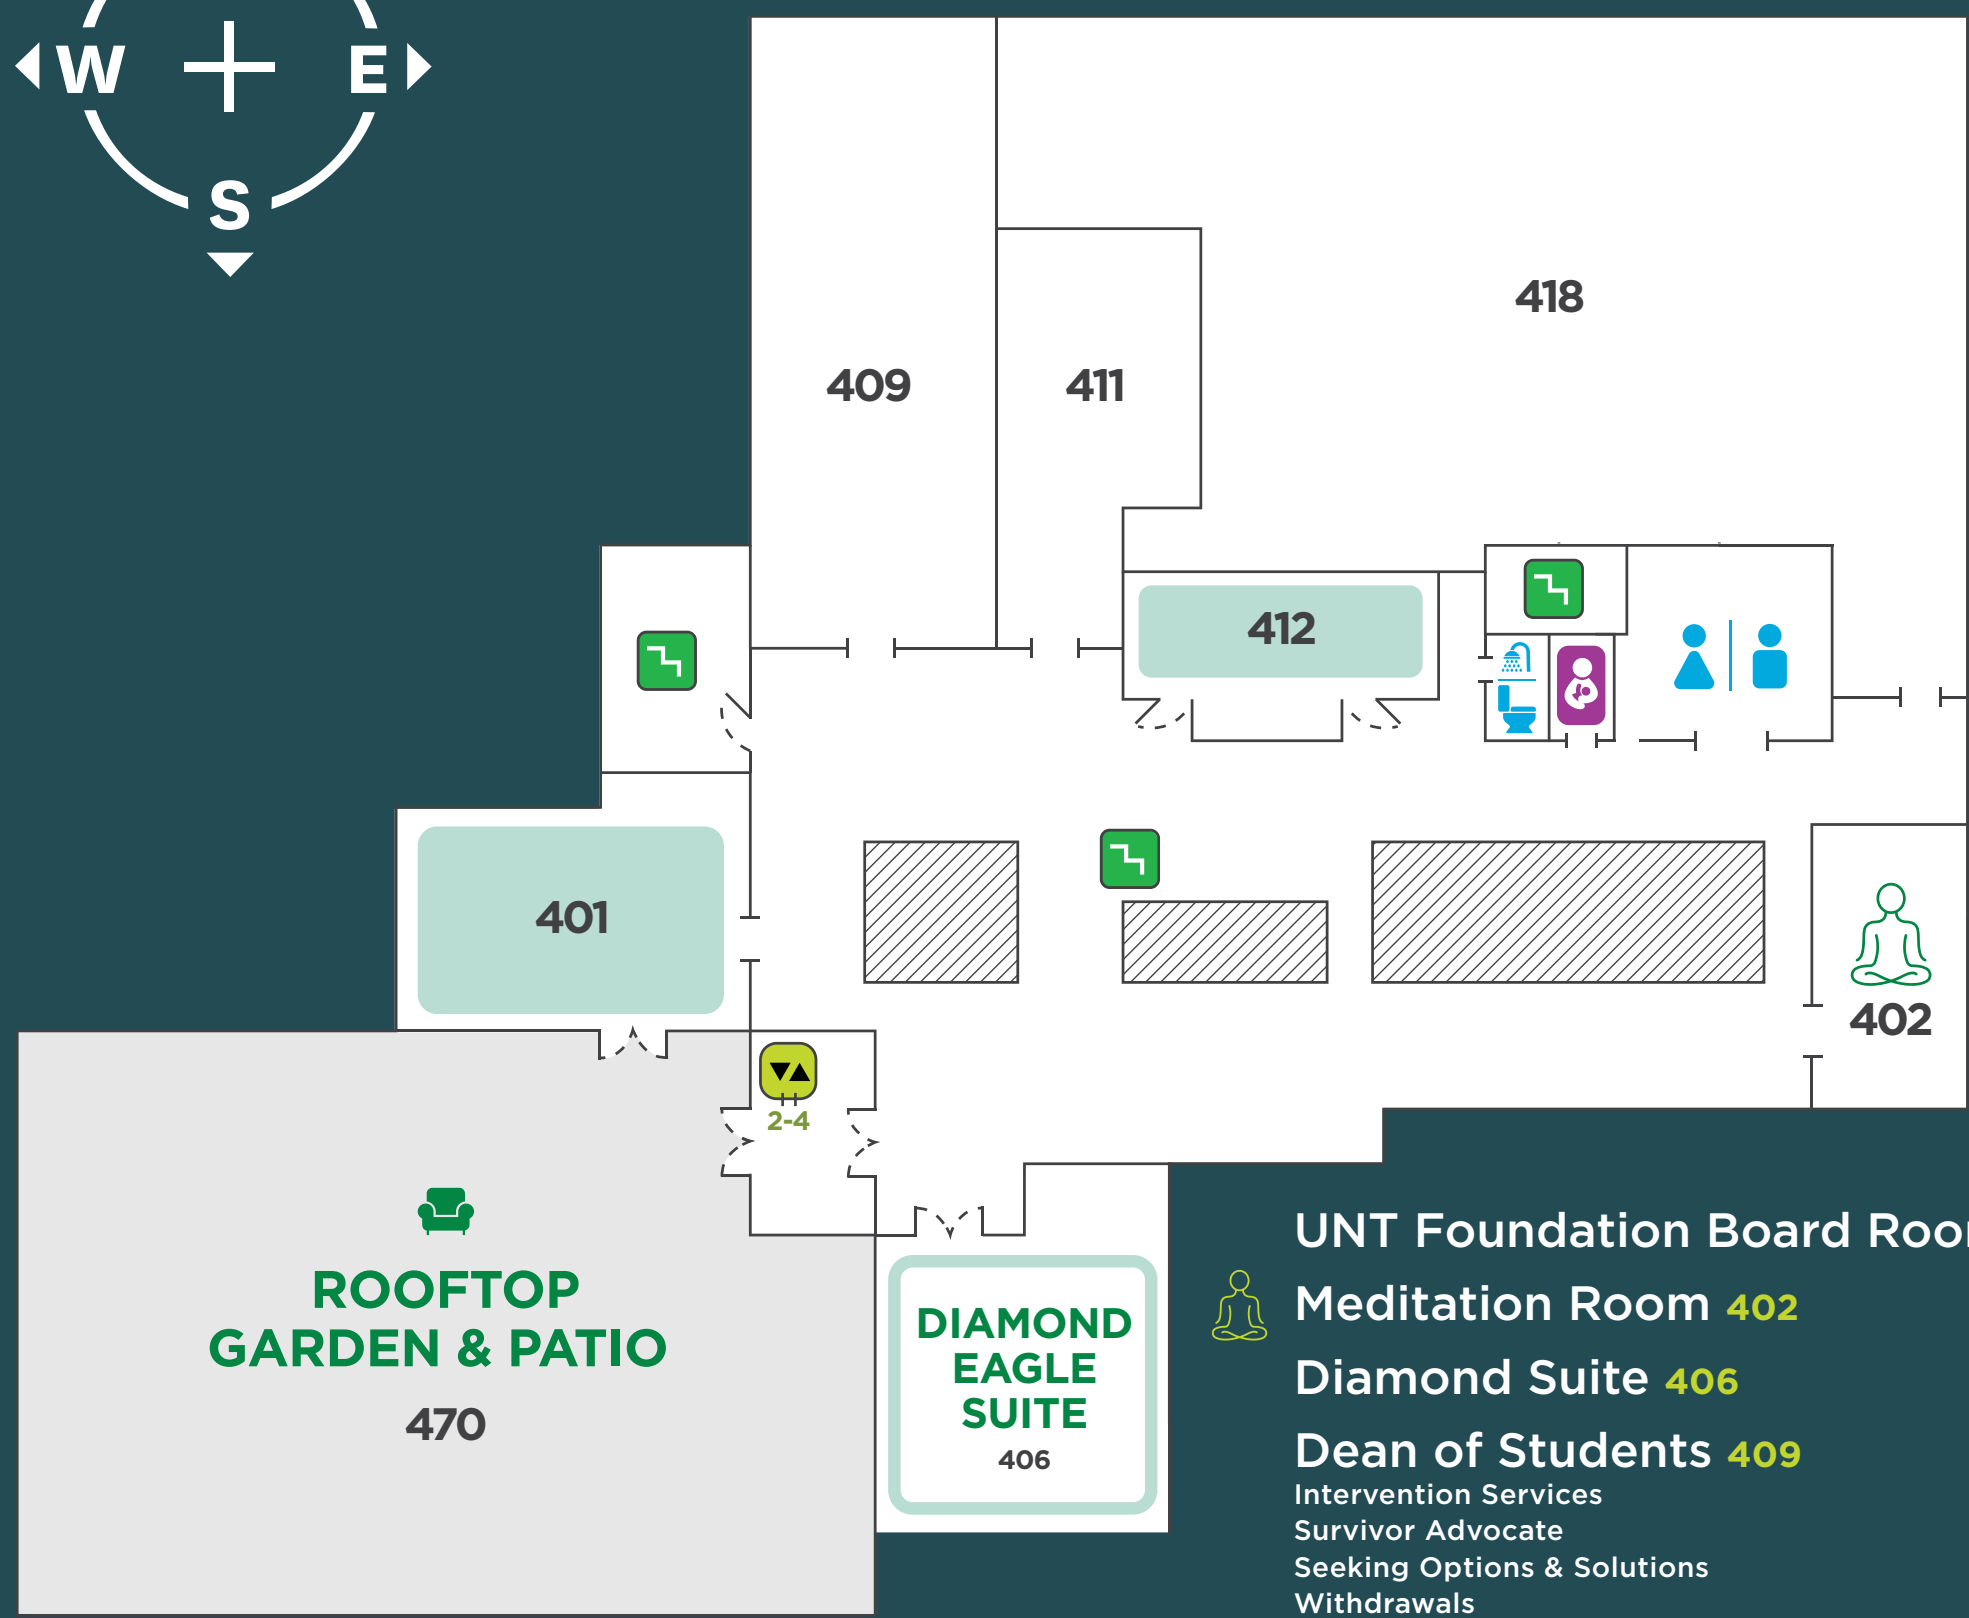 W
E
S
418
409
411
412
401
402
2-4
ROOFTOP
GARDEN & PATIO
470
DIAMOND
EAGLE
SUITE
406
UNT Foundation Board
Meditation Room 402
Diamond Suite 406
Dean of Students 409
Intervention Services
Survivor Advocate
Seeking Options & Solutions
Withdrawals